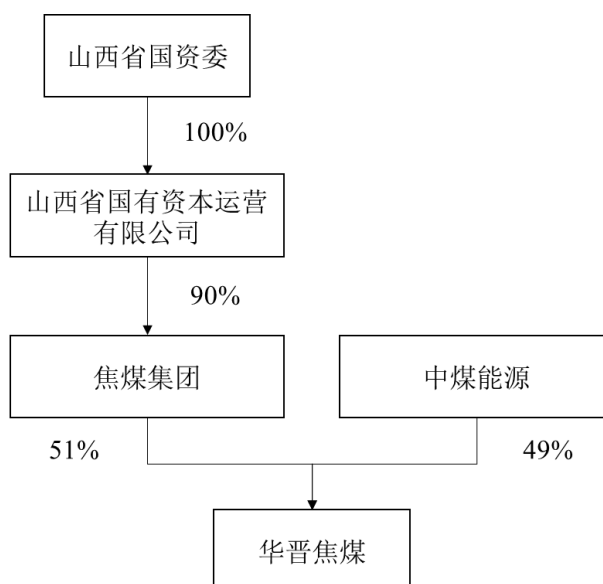 山西省国资委
100%
山西省国有资本运营
有限公司
90%
焦煤集团
中煤能源
51%
49%
华晋焦煤